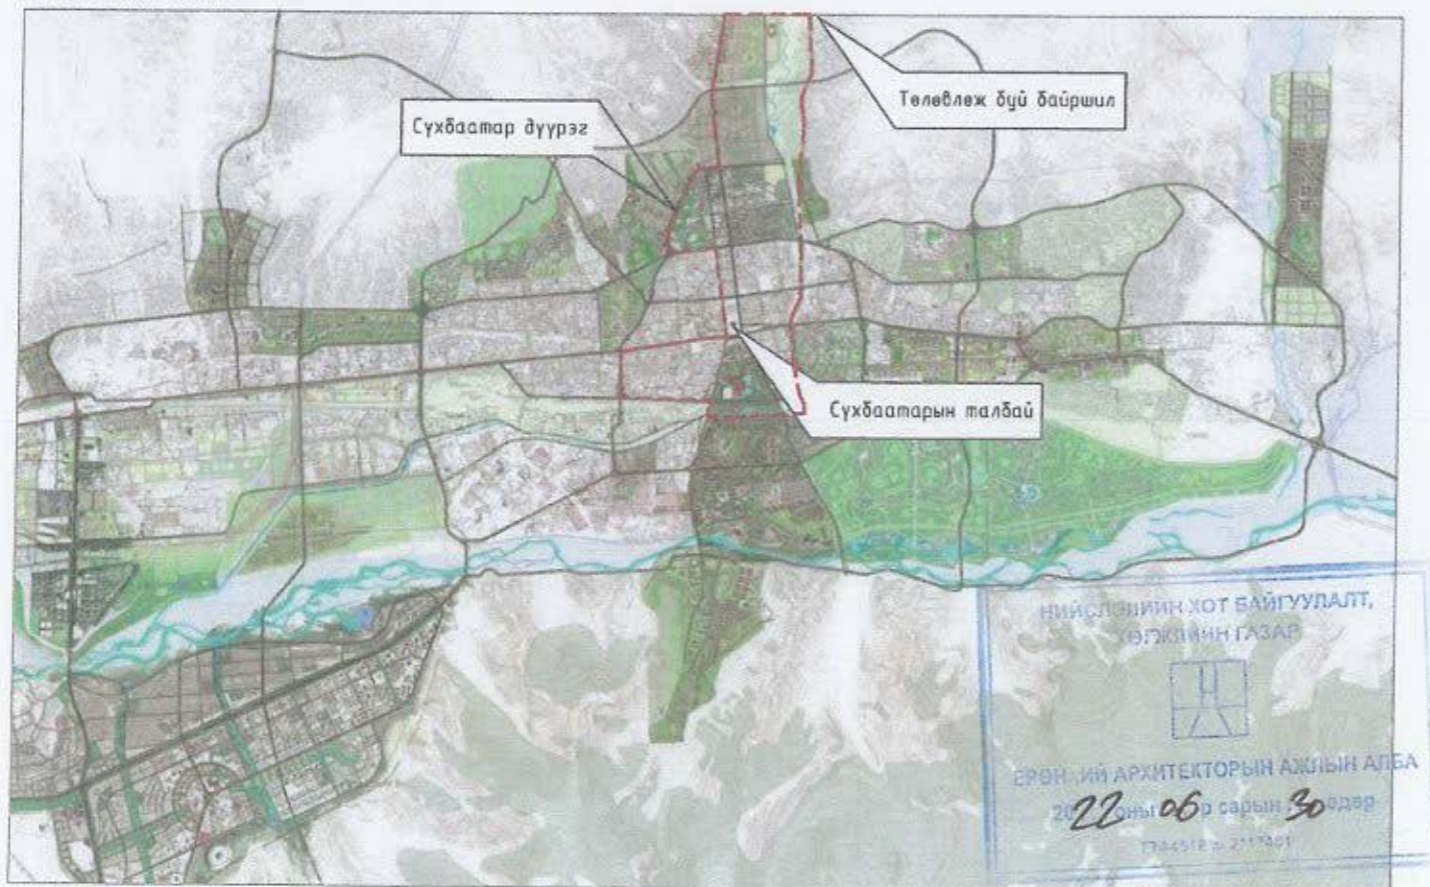 Төлөвлөж буй байршил
Сүхбаатар дүүрэг
Сүхбаатарын талбай
НИЙСЛЭЛИЙН ХОТ БАЙГУУЛАЛТ,
ХӨГЖЛИЙН ГАЗАР
ЕРӨНХИЙ АРХИТЕКТОРЫН АЖЛЫН АЛБА
2022 оны 06 р сарын 30 өдөр